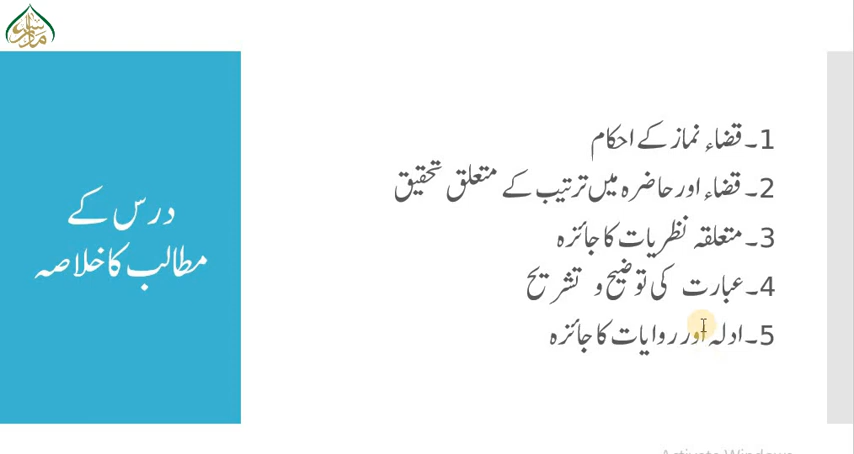 درس کے
مطالب کا خلاصہ
1۔قضاء نماز کے احکام
2۔ قضاء اور حاضرہ میں ترتیب کے متعلق تحقیق
3۔متعلقہ نظریات کا جائزہ
4۔عبارت کی توضیح و تشریح
5۔ادلہ اور روایات کا جائزہ